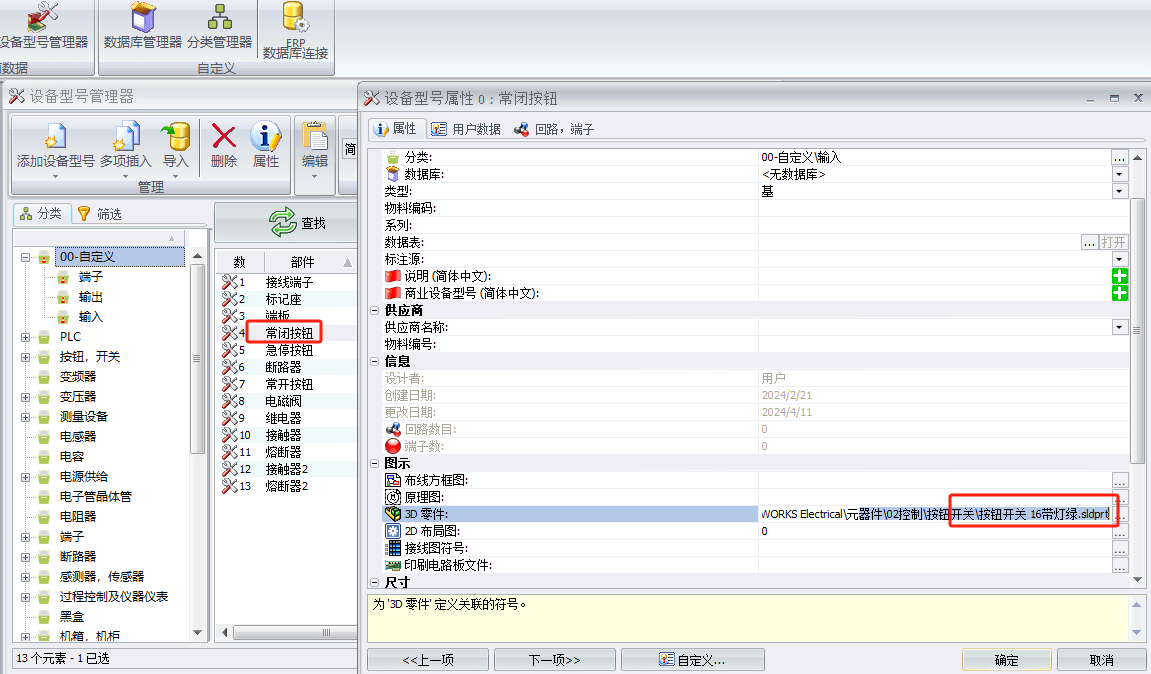 设备型号管理器
数据库管理器
分类管理器
ERP
数据库连接
数据
自定义
设备型号管理器
添加设备型号
多项插入
导入
删除
属性
编辑
简
管理
分类
筛选
查找
00-自定义
端子
输出
输入
PLC
按钮，开关
变频器
变压器
测量设备
电感器
电容
电源供给
电子管晶体管
电阻器
端子
断路器
感测器，传感器
过程控制及仪器仪表
黑盒
机箱，机柜
数 部件
1 接线端子
2 标记座
3 端板
4 常闭按钮
5 急停按钮
6 断路器
7 常开按钮
8 电磁阀
9 继电器
10 接触器
11 熔断器
12 接触器2
13 熔断器2
13 个元素 - 1 已选
设备型号属性 0：常闭按钮
属性
用户数据
回路，端子
分类: 00-自定义\输入
数据库: <无数据库>
类型: 基
物料编码:
系列:
数据表: ... 打开
标注源:
说明 (简体中文):
商业设备型号 (简体中文):
供应商
供应商名称:
物料编号:
信息
设计者: 用户
创建日期: 2024/2/21
更改日期: 2024/4/11
回路数目: 0
端子数: 0
图示
布线方框图:
原理图:
3D 零件: WORKS Electrical\元器件\02控制\按钮开关\按钮开关 16带灯绿.sldprt
2D 布局图: 0
接线图符号:
印刷电路板文件:
尺寸
为 '3D 零件' 定义关联的符号。
<<上一项
下一项>>
自定义...
确定
取消